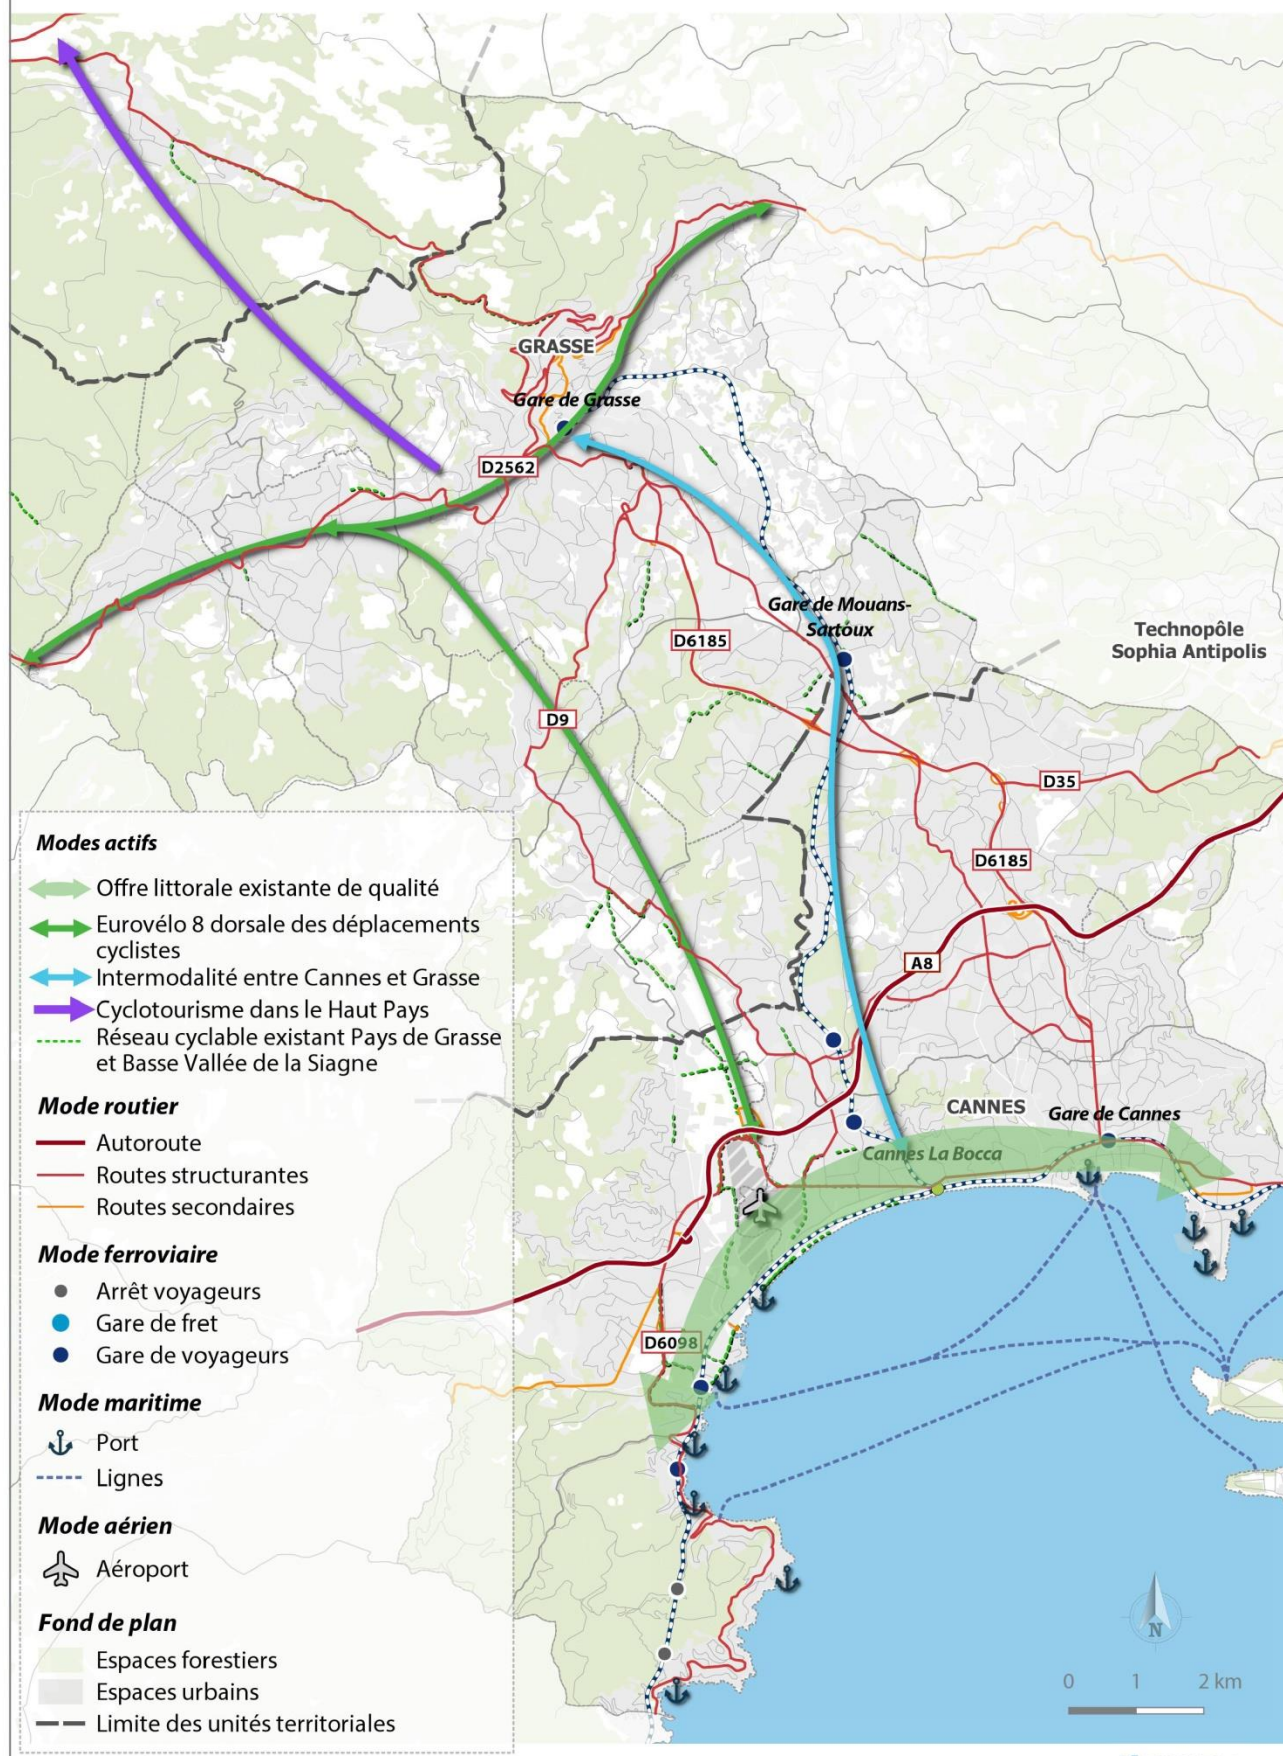 GRASSE
Gare de Grasse
D2562
Gare de Mouans-
Sartoux
D6185
Technopôle
Sophia Antipolis
D9
D35
D6185
A8
CANNES
Gare de Cannes
Cannes La Bocca
D6098
Modes actifs
Offre littorale existante de qualité
Eurovélo 8 dorsale des déplacements
cyclistes
Intermodalité entre Cannes et Grasse
Cyclotourisme dans le Haut Pays
Réseau cyclable existant Pays de Grasse
et Basse Vallée de la Siagne
Mode routier
Autoroute
Routes structurantes
Routes secondaires
Mode ferroviaire
Arrêt voyageurs
Gare de fret
Gare de voyageurs
Mode maritime
Port
Lignes
Mode aérien
Aéroport
Fond de plan
Espaces forestiers
Espaces urbains
Limite des unités territoriales
N
0 1 2 km